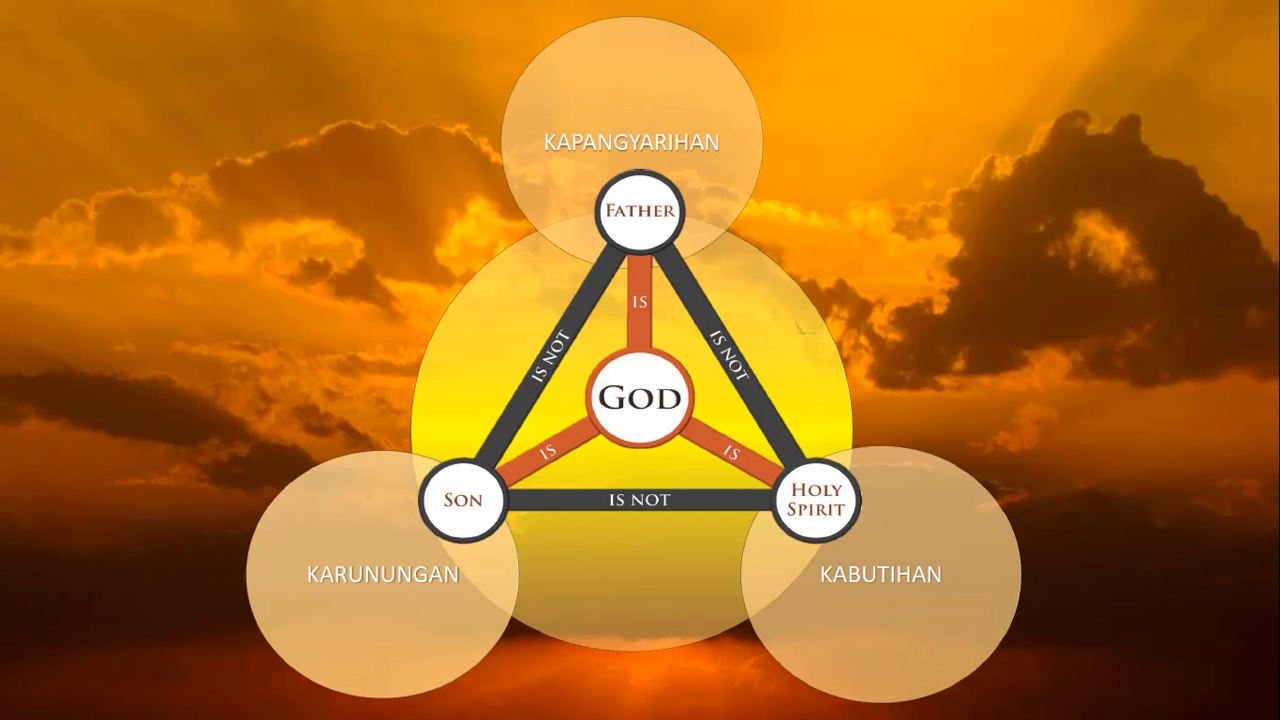 KAPANGYARIHAN
FATHER
IS
IS NOT
IS NOT
GOD
IS
IS
SON
IS NOT
HOLY
SPIRIT
KARUNUNGAN
KABUTIHAN